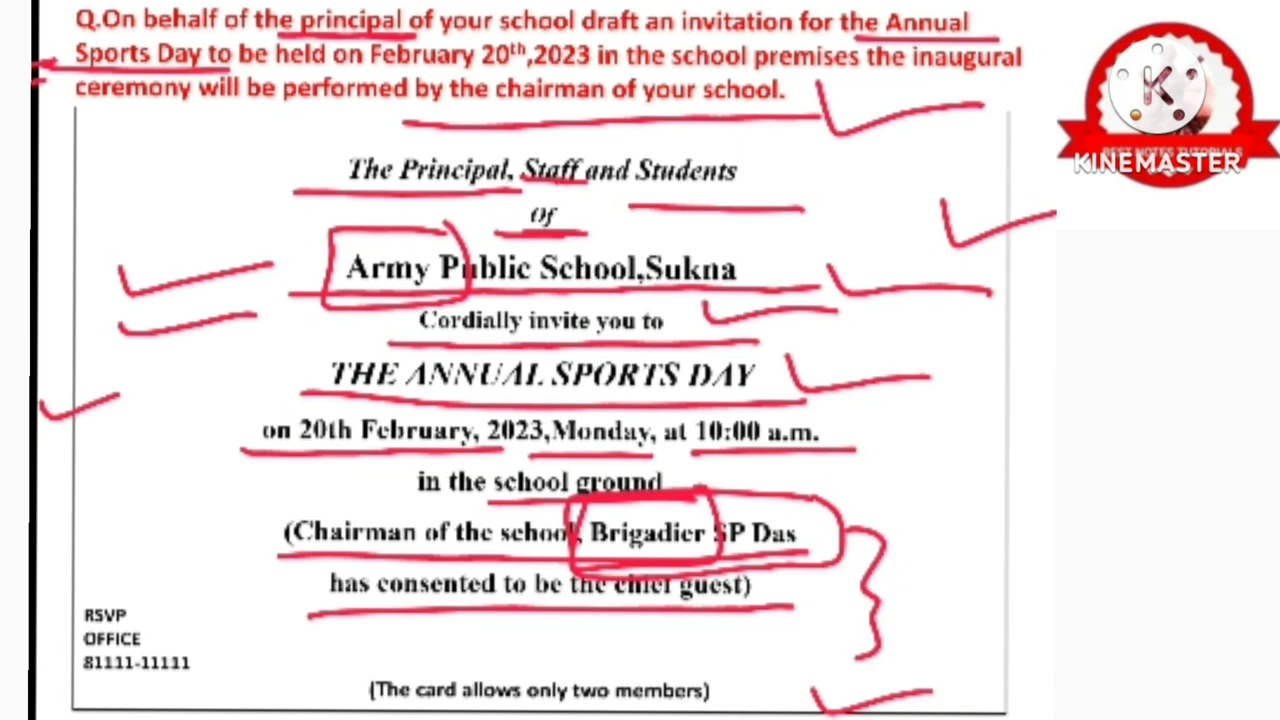 Q.On behalf of the principal of your school draft an invitation for the Annual
Sports Day to be held on February 20th,2023 in the school premises the inaugural
ceremony will be performed by the chairman of your school.
The Principal, Staff and Students
Of
Army Public School,Sukna
Cordially invite you to
THE ANNUAL SPORTS DAY
on 20th February, 2023,Monday, at 10:00 a.m.
in the school ground
(Chairman of the school, Brigadier SP Das
has consented to be the chief guest)
RSVP
OFFICE
81111-11111
(The card allows only two members)
K
BEST NOTES TUTORIALS
KINEMASTER